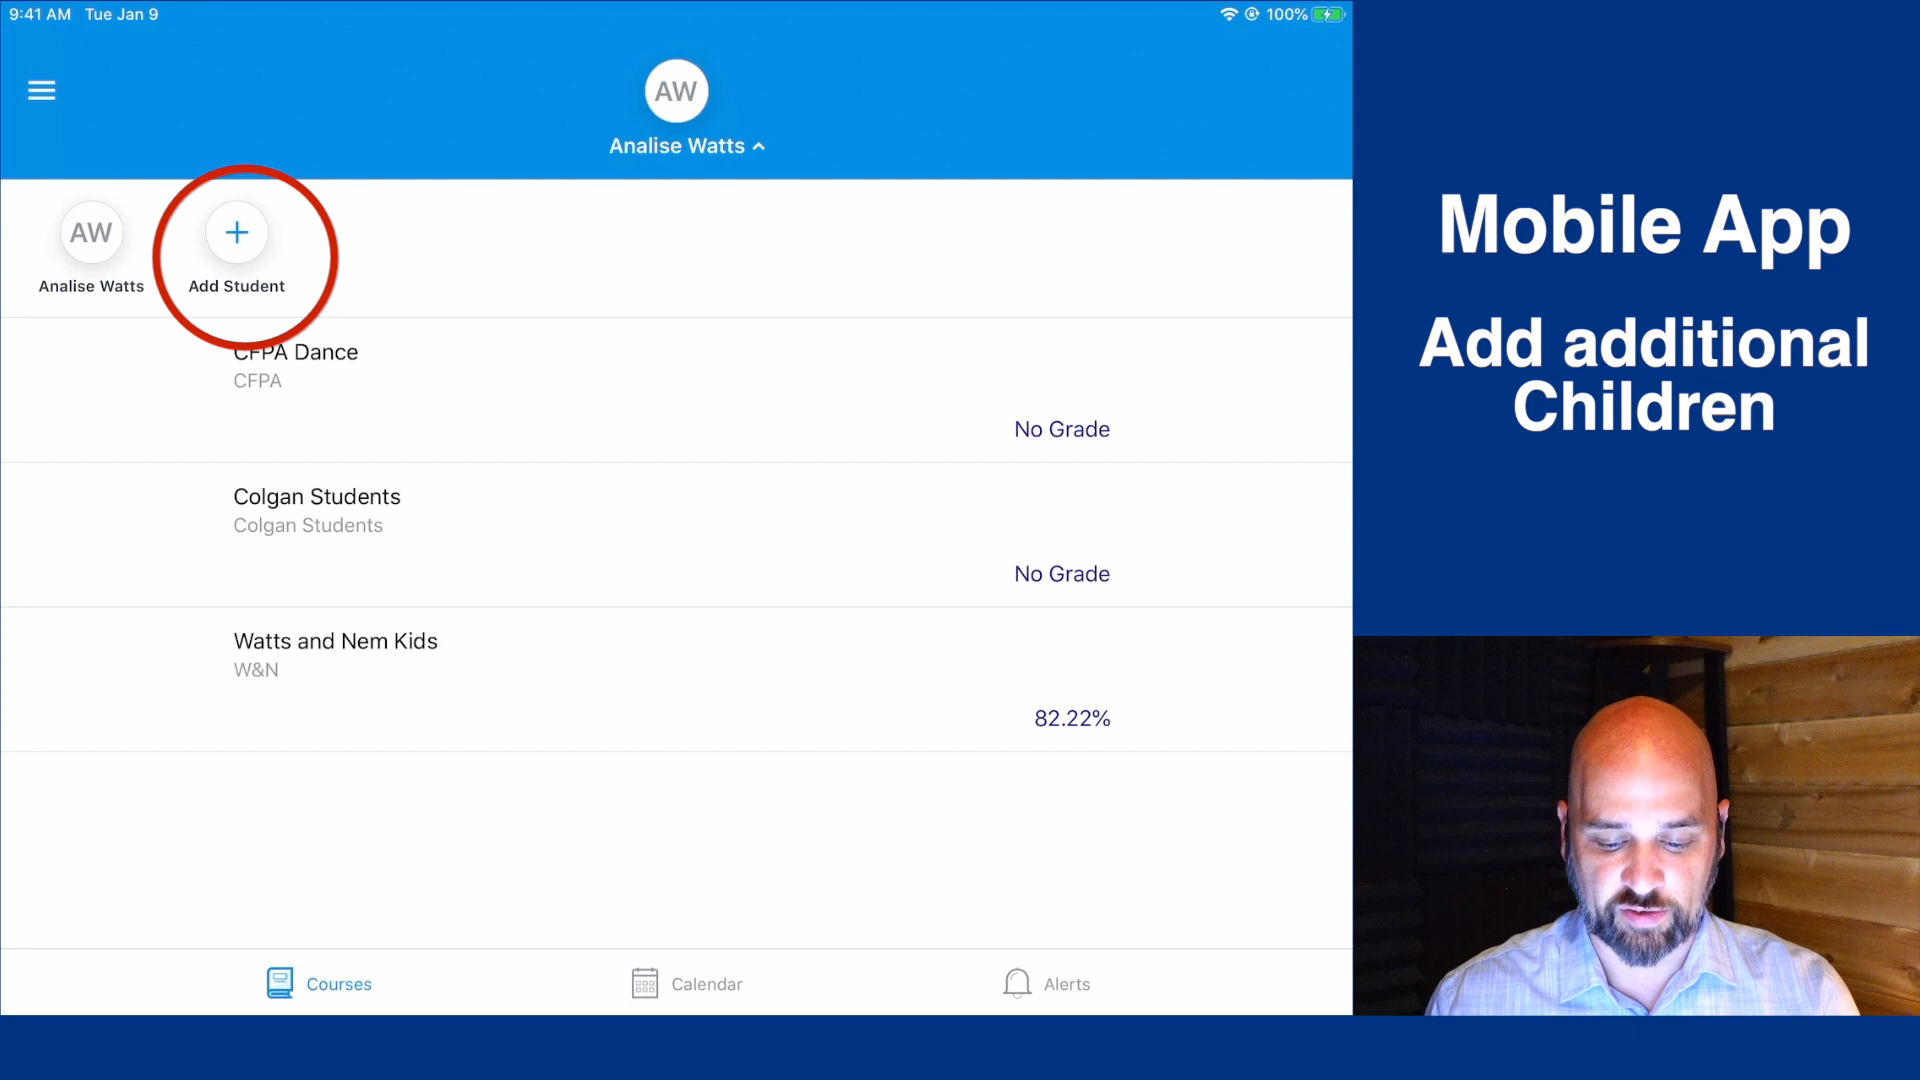 9:41 AM Tue Jan 9
100%
AW
Analise Watts
AW
Analise Watts
Add Student
CFPA Dance
CFPA
No Grade
Colgan Students
Colgan Students
No Grade
Watts and Nem Kids
W&N
82.22%
Courses
Calendar
Alerts
Mobile App
Add additional
Children